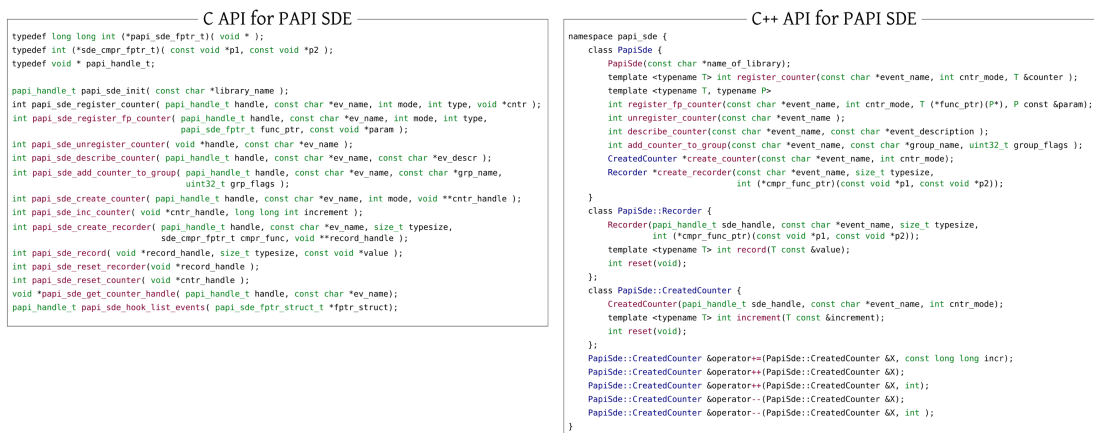 C API for PAPI SDE
typedef long long int (*papi_sde_fptr_t)( void * );
typedef int (*sde_cmpr_fptr_t)( const void *p1, const void *p2 );
typedef void * papi_handle_t;
papi_handle_t papi_sde_init( const char *library_name );
int papi_sde_register_counter( papi_handle_t handle, const char *ev_name, int mode, int type, void *cntr );
int papi_sde_register_fp_counter( papi_handle_t handle, const char *ev_name, int mode, int type,
papi_sde_fptr_t func_ptr, const void *param );
int papi_sde_unregister_counter( void *handle, const char *ev_name );
int papi_sde_describe_counter( papi_handle_t handle, const char *ev_name, const char *ev_descr );
int papi_sde_add_counter_to_group( papi_handle_t handle, const char *ev_name, const char *grp_name,
uint32_t grp_flags );
int papi_sde_create_counter( papi_handle_t handle, const char *ev_name, int mode, void **cntr_handle );
int papi_sde_inc_counter( void *cntr_handle, long long int increment );
int papi_sde_create_recorder( papi_handle_t handle, const char *ev_name, size_t typesize,
sde_cmpr_fptr_t cmpr_func, void **record_handle );
int papi_sde_record( void *record_handle, size_t typesize, const void *value );
int papi_sde_reset_recorder(void *record_handle );
int papi_sde_reset_counter( void *cntr_handle );
void *papi_sde_get_counter_handle( papi_handle_t handle, const char *ev_name);
papi_handle_t papi_sde_hook_list_events( papi_sde_fptr_struct_t *fptr_struct);
C++ API for PAPI SDE
namespace papi_sde {
class PapiSde {
PapiSde(const char *name_of_library);
template <typename T> int register_counter(const char *event_name, int cntr_mode, T &counter );
template <typename T, typename P>
int register_fp_counter(const char *event_name, int cntr_mode, T (*func_ptr)(P*), P const &param);
int unregister_counter(const char *event_name );
int describe_counter(const char *event_name, const char *event_description );
int add_counter_to_group(const char *event_name, const char *group_name, uint32_t group_flags );
CreatedCounter *create_counter(const char *event_name, int cntr_mode);
Recorder *create_recorder(const char *event_name, size_t typesize,
int (*cmpr_func_ptr)(const void *p1, const void *p2));
}
class PapiSde::Recorder {
Recorder(papi_handle_t sde_handle, const char *event_name, size_t typesize,
int (*cmpr_func_ptr)(const void *p1, const void *p2));
template <typename T> int record(T const &value);
int reset(void);
};
class PapiSde::CreatedCounter {
CreatedCounter(papi_handle_t sde_handle, const char *event_name, int cntr_mode);
template <typename T> int increment(T const &increment);
int reset(void);
};
PapiSde::CreatedCounter &operator+=(PapiSde::CreatedCounter &X, const long long incr);
PapiSde::CreatedCounter &operator++(PapiSde::CreatedCounter &X);
PapiSde::CreatedCounter &operator++(PapiSde::CreatedCounter &X, int);
PapiSde::CreatedCounter &operator--(PapiSde::CreatedCounter &X);
PapiSde::CreatedCounter &operator--(PapiSde::CreatedCounter &X, int );
}